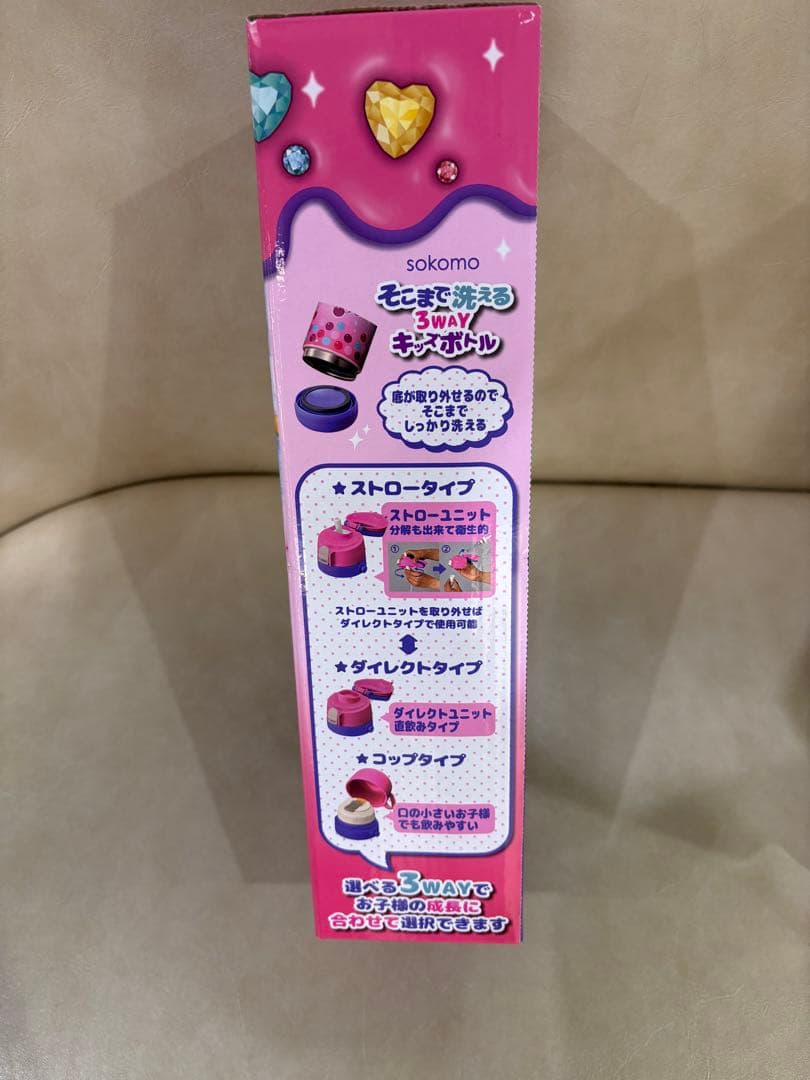 sokomo
そこまで洗える
3WAY
キッズボトル
底が取り外せるので
そこまで
しっかり洗える
★ストロータイプ
ストローユニット
分解も出来て衛生的
① ②
ストローユニットを取り外せば
ダイレクトタイプで使用可能
★ダイレクトタイプ
ダイレクトユニット
直飲みタイプ
★コップタイプ
口の小さいお子様
でも飲みやすい
選べる3WAYで
お子様の成長に
合わせて選択できます